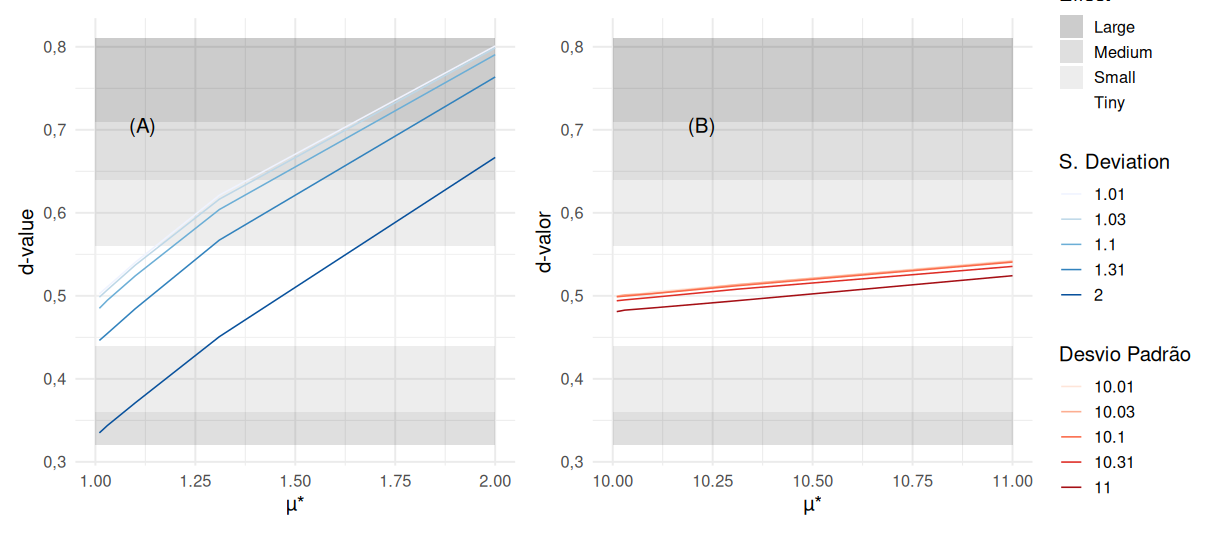 d-value
0,8
0,7
0,6
0,5
0,4
0,3
(A)
1.00
1.25
1.50
1.75
2.00
μ*
d-valor
0,8
0,7
0,6
0,5
0,4
0,3
(B)
10.00
10.25
10.50
10.75
11.00
μ*
Large
Medium
Small
Tiny
S. Deviation
1.01
1.03
1.1
1.31
2
Desvio Padrão
10.01
10.03
10.1
10.31
11